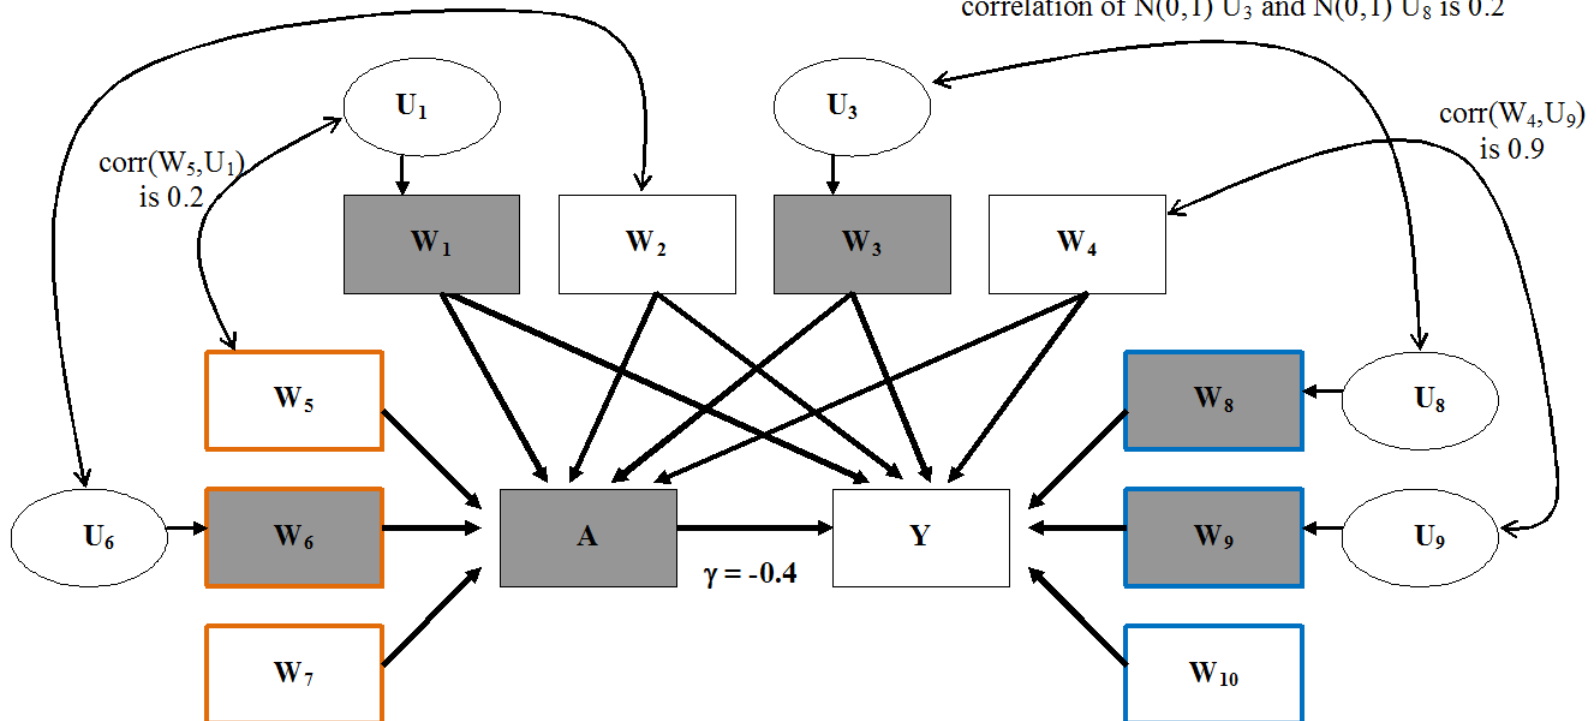 correlation of N(0,1) U₃ and N(0,1) U₈ is 0.2
U₁
U₃
corr(W₄,U₉)
is 0.9
corr(W₅,U₁)
is 0.2
W₁
W₂
W₃
W₄
W₅
W₈
U₈
U₆
W₆
A
Y
W₉
U₉
γ = -0.4
W₇
W₁₀